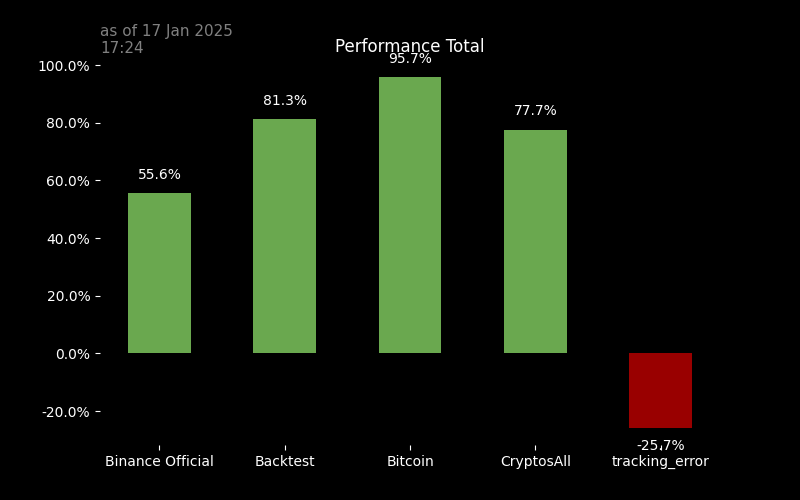 as of 17 Jan 2025
17:24
Performance Total
100.0%
80.0%
60.0%
40.0%
20.0%
0.0%
-20.0%
55.6%
81.3%
95.7%
77.7%
-25.7%
Binance Official
Backtest
Bitcoin
CryptosAll
tracking_error